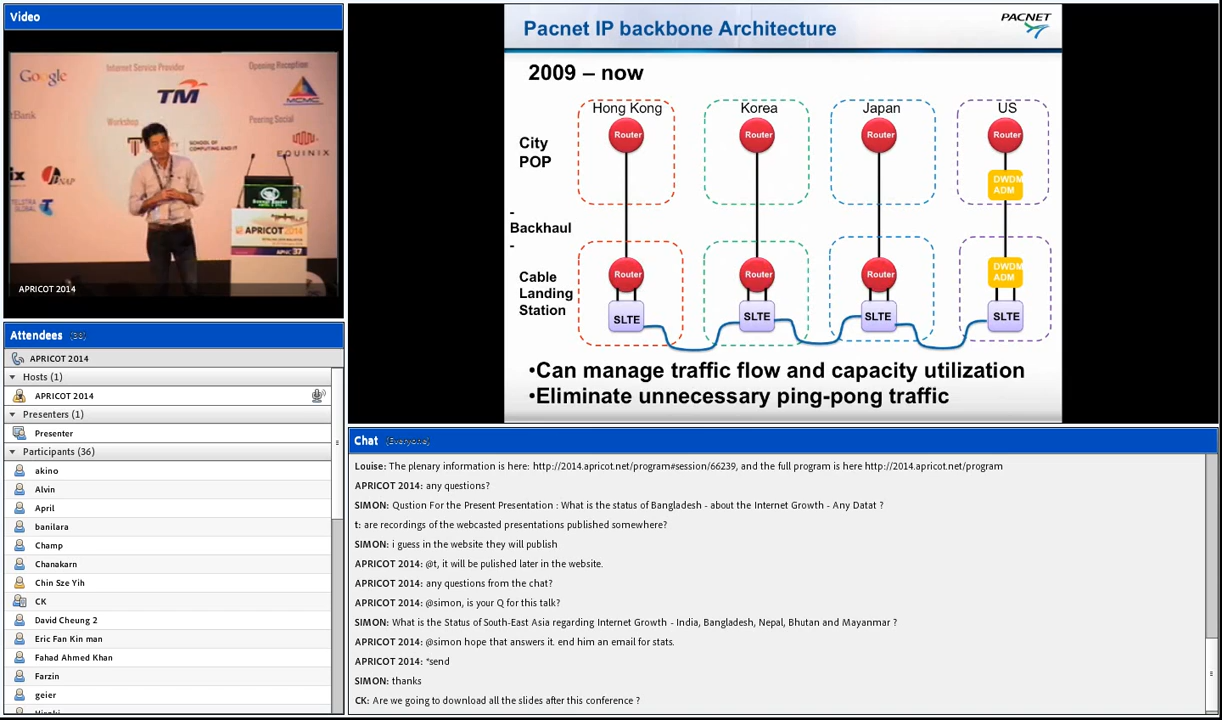 Video
Google
Internet Service Provider
Opening Reception
TM
MCMC
Workshop
Peering Social
SCHOOL OF
COMPUTING AND IT
EQUINIX
TELSTRA
GLOBAL
APRICOT 2014
APRICOT 2014
Attendees (38)
APRICOT 2014
Hosts (1)
APRICOT 2014
Presenters (1)
Presenter
Participants (36)
akino
Alvin
April
banilara
Champ
Chanakarn
Chin Sze Yih
CK
David Cheung 2
Eric Fan Kin man
Fahad Ahmed Khan
Farzin
geier
Pacnet IP backbone Architecture
PACNET
2009 – now
Hong Kong Korea Japan US
City
POP
Router Router Router Router
DWDM
ADM
-
Backhaul
-
Cable
Landing
Station
Router Router Router DWDM
ADM
SLTE SLTE SLTE SLTE
•Can manage traffic flow and capacity utilization
•Eliminate unnecessary ping-pong traffic
Chat (Everyone)
Louise: The plenary information is here: http://2014.apricot.net/program#session/66239, and the full program is here http://2014.apricot.net/program
APRICOT 2014: any questions?
SIMON: Qustion For the Present Presentation : What is the status of Bangladesh - about the Internet Growth - Any Datat ?
t: are recordings of the webcasted presentations published somewhere?
SIMON: i guess in the website they will publish
APRICOT 2014: @t, it will be pulished later in the website.
APRICOT 2014: any questions from the chat?
APRICOT 2014: @simon, is your Q for this talk?
SIMON: What is the Status of South-East Asia regarding Internet Growth - India, Bangladesh, Nepal, Bhutan and Mayanmar ?
APRICOT 2014: @simon hope that answers it. end him an email for stats.
APRICOT 2014: *send
SIMON: thanks
CK: Are we going to download all the slides after this conference ?